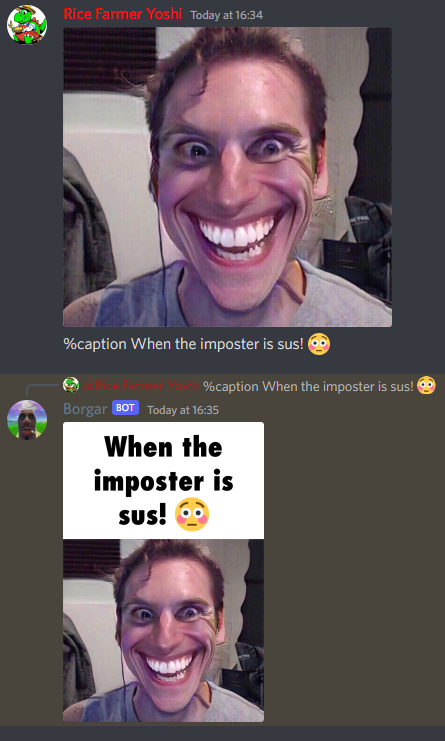 Rice Farmer Yoshi Today at 16:34
%caption When the imposter is sus! 😳
Rice Farmer Yoshi %caption When the imposter is sus! 😳
Borgar BOT Today at 16:35
When the
imposter is
sus! 😳